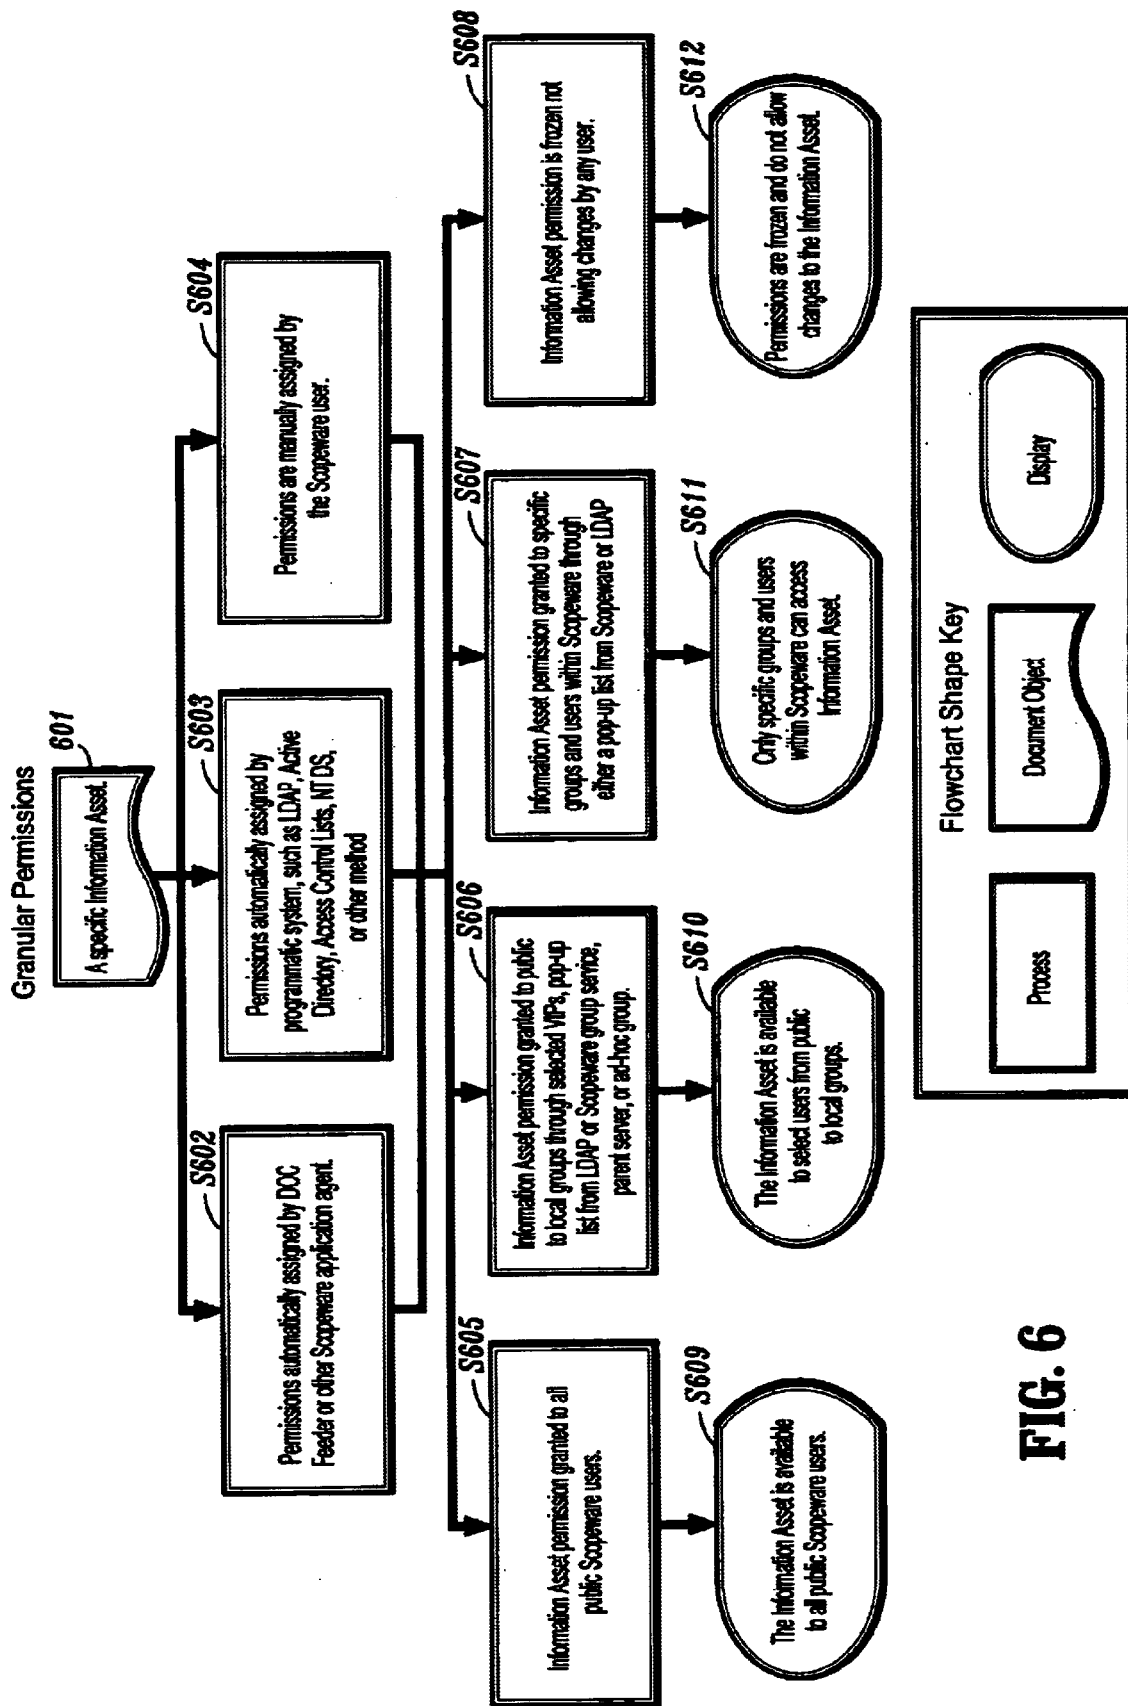 Granular Permissions
601
A specific Information Asset.
S602
Permissions automatically assigned by DOC
Feeder or other Scopeware application agent.
S603
Permissions automatically assigned by
programmatic system, such as LDAP, Active
Directory, Access Control Lists, NT DS,
or other method
S604
Permissions are manually assigned by
the Scopeware user.
S605
Information Asset permission granted to all
public Scopeware users.
S606
Information Asset permission granted to public
to local groups through selected VIPs, pop-up
list from LDAP or Scopeware group service,
parent server, or ad-hoc group.
S607
Information Asset permission granted to specific
groups and users within Scopeware through
either a pop-up list from Scopeware or LDAP
S608
Information Asset permission is frozen not
allowing changes by any user.
S609
The Information Asset is available
to all public Scopeware users.
S610
The Information Asset is available
to select users from public
to local groups.
S611
Only specific groups and users
within Scopeware can access
Information Asset.
S612
Permissions are frozen and do not allow
changes to the Information Asset.
Flowchart Shape Key
Process
Document Object
Display
FIG. 6